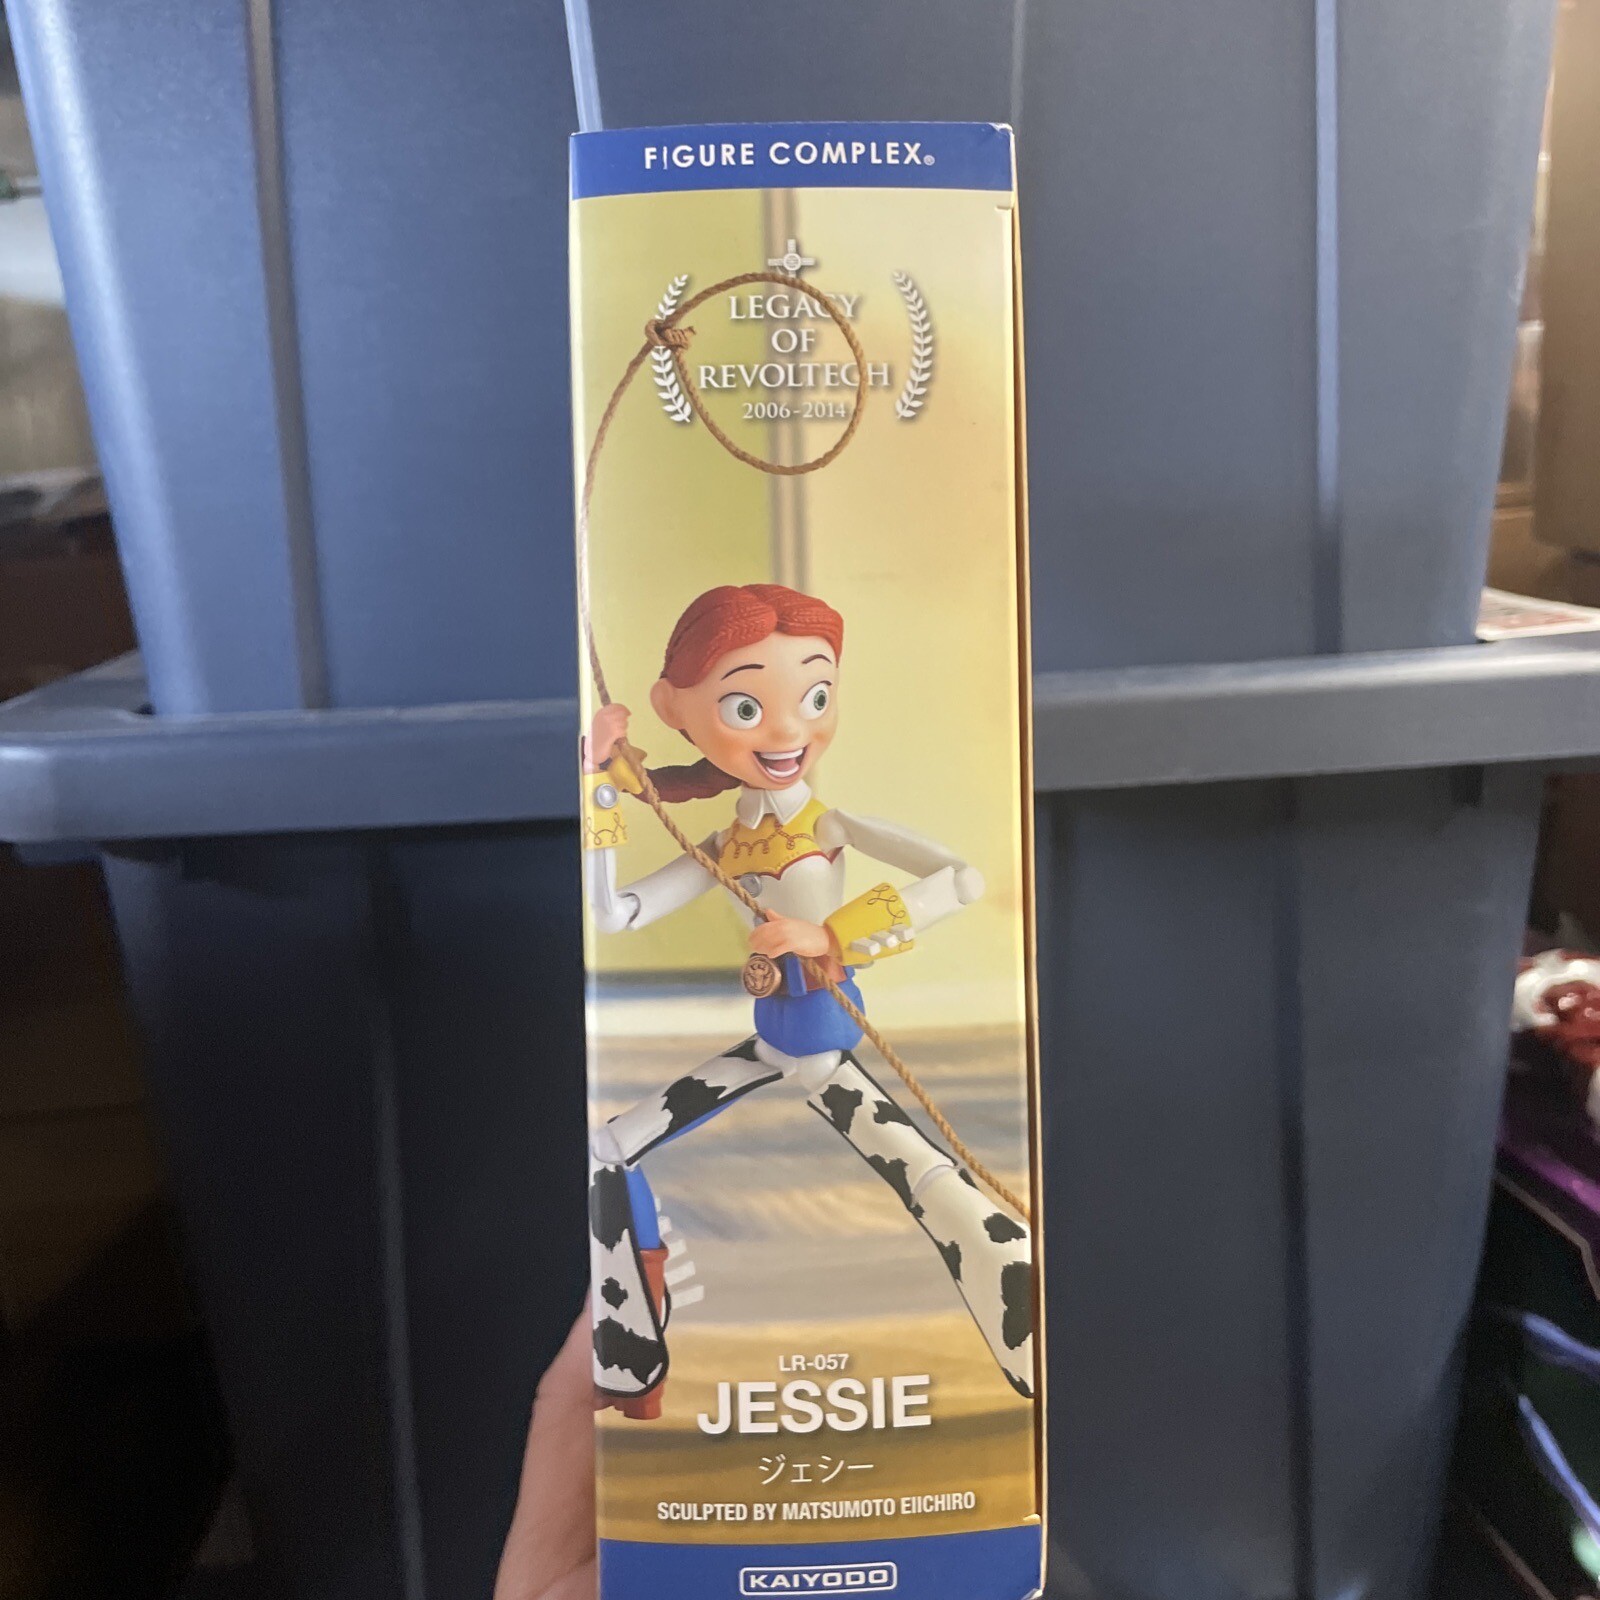 FIGURE COMPLEX®
LEGACY
OF
REVOLTECH
2006-2014
LR-057
JESSIE
ジェシー
SCULPTED BY MATSUMOTO EIICHIRO
KAIYODO